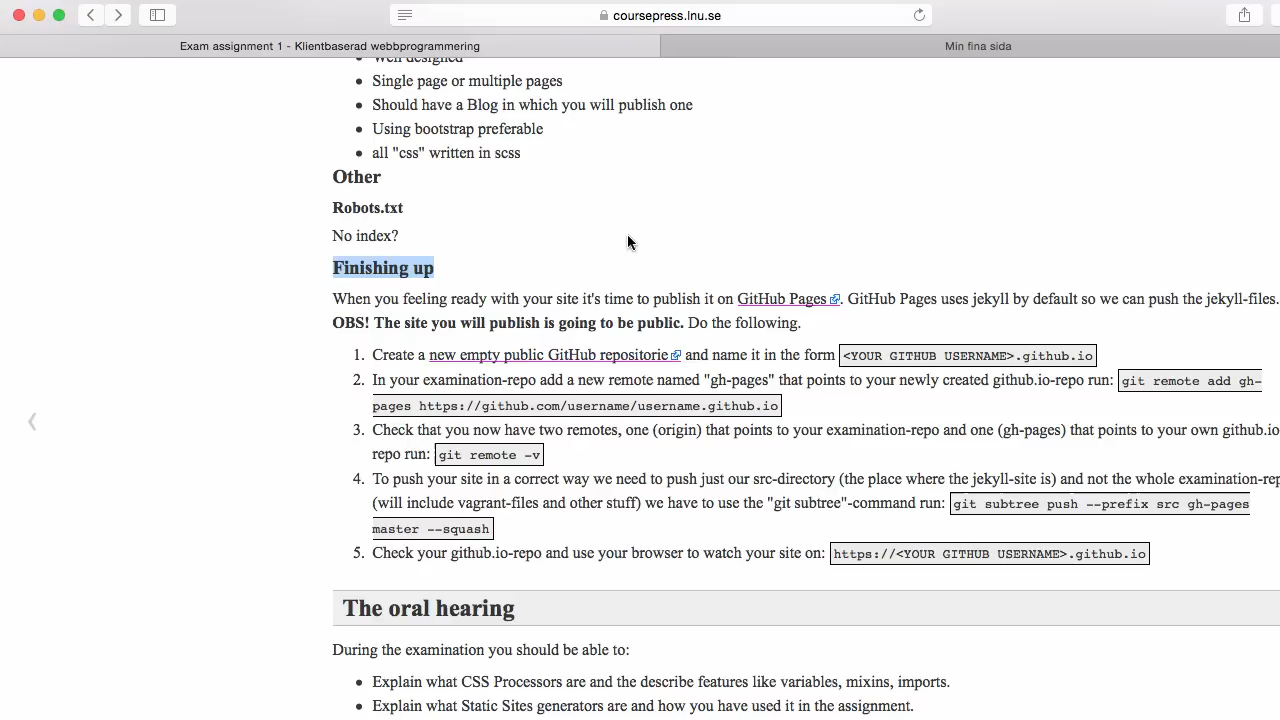 coursepress.lnu.se
Exam assignment 1 - Klientbaserad webbprogrammering
Min fina sida
Well designed
Single page or multiple pages
Should have a Blog in which you will publish one
Using bootstrap preferable
all "css" written in scss
Other
Robots.txt
No index?
Finishing up
When you feeling ready with your site it's time to publish it on GitHub Pages. GitHub Pages uses jekyll by default so we can push the jekyll-files.
OBS! The site you will publish is going to be public. Do the following.
1. Create a new empty public GitHub repositorie and name it in the form <YOUR GITHUB USERNAME>.github.io
2. In your examination-repo add a new remote named "gh-pages" that points to your newly created github.io-repo run: git remote add gh-
pages https://github.com/username/username.github.io
3. Check that you now have two remotes, one (origin) that points to your examination-repo and one (gh-pages) that points to your own github.io
repo run: git remote -v
4. To push your site in a correct way we need to push just our src-directory (the place where the jekyll-site is) and not the whole examination-rep
(will include vagrant-files and other stuff) we have to use the "git subtree"-command run: git subtree push --prefix src gh-pages
master --squash
5. Check your github.io-repo and use your browser to watch your site on: https://<YOUR GITHUB USERNAME>.github.io
The oral hearing
During the examination you should be able to:
Explain what CSS Processors are and the describe features like variables, mixins, imports.
Explain what Static Sites generators are and how you have used it in the assignment.